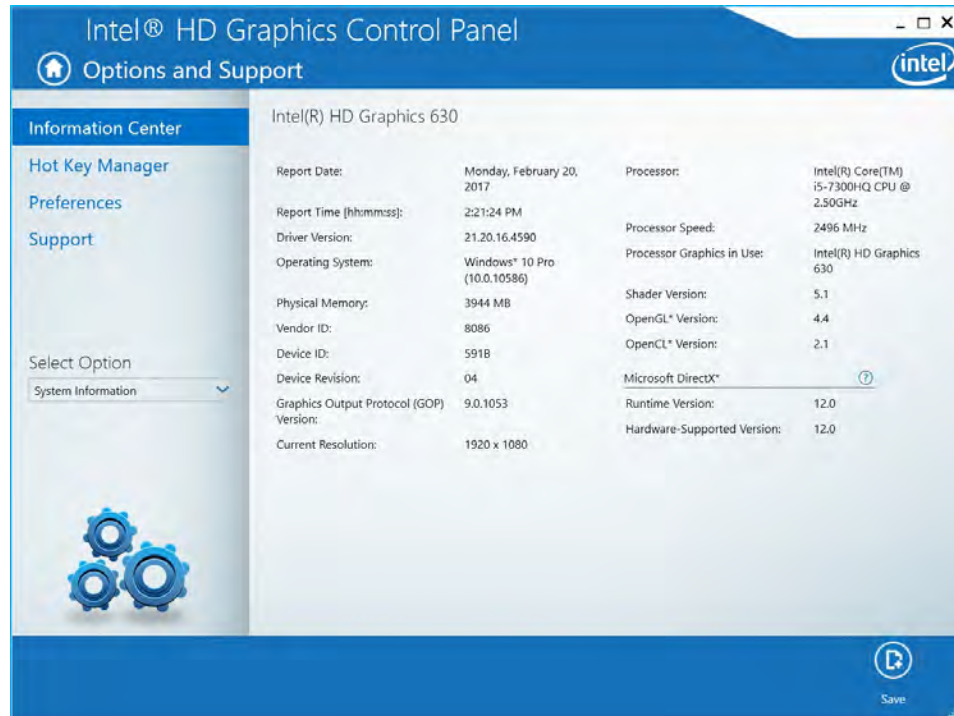 Intel® HD Graphics Control Panel
Options and Support
intel
Information Center
Hot Key Manager
Preferences
Support
Select Option
System Information
Intel(R) HD Graphics 630
Report Date: Monday, February 20,
2017
Report Time [hh:mm:ss]: 2:21:24 PM
Driver Version: 21.20.16.4590
Operating System: Windows* 10 Pro
(10.0.10586)
Physical Memory: 3944 MB
Vendor ID: 8086
Device ID: 591B
Device Revision: 04
Graphics Output Protocol (GOP) 9.0.1053
Version:
Current Resolution: 1920 x 1080
Processor: Intel(R) Core(TM)
i5-7300HQ CPU @
2.50GHz
Processor Speed: 2496 MHz
Processor Graphics in Use: Intel(R) HD Graphics
630
Shader Version: 5.1
OpenGL* Version: 4.4
OpenCL* Version: 2.1
Microsoft DirectX* ?
Runtime Version: 12.0
Hardware-Supported Version: 12.0
Save